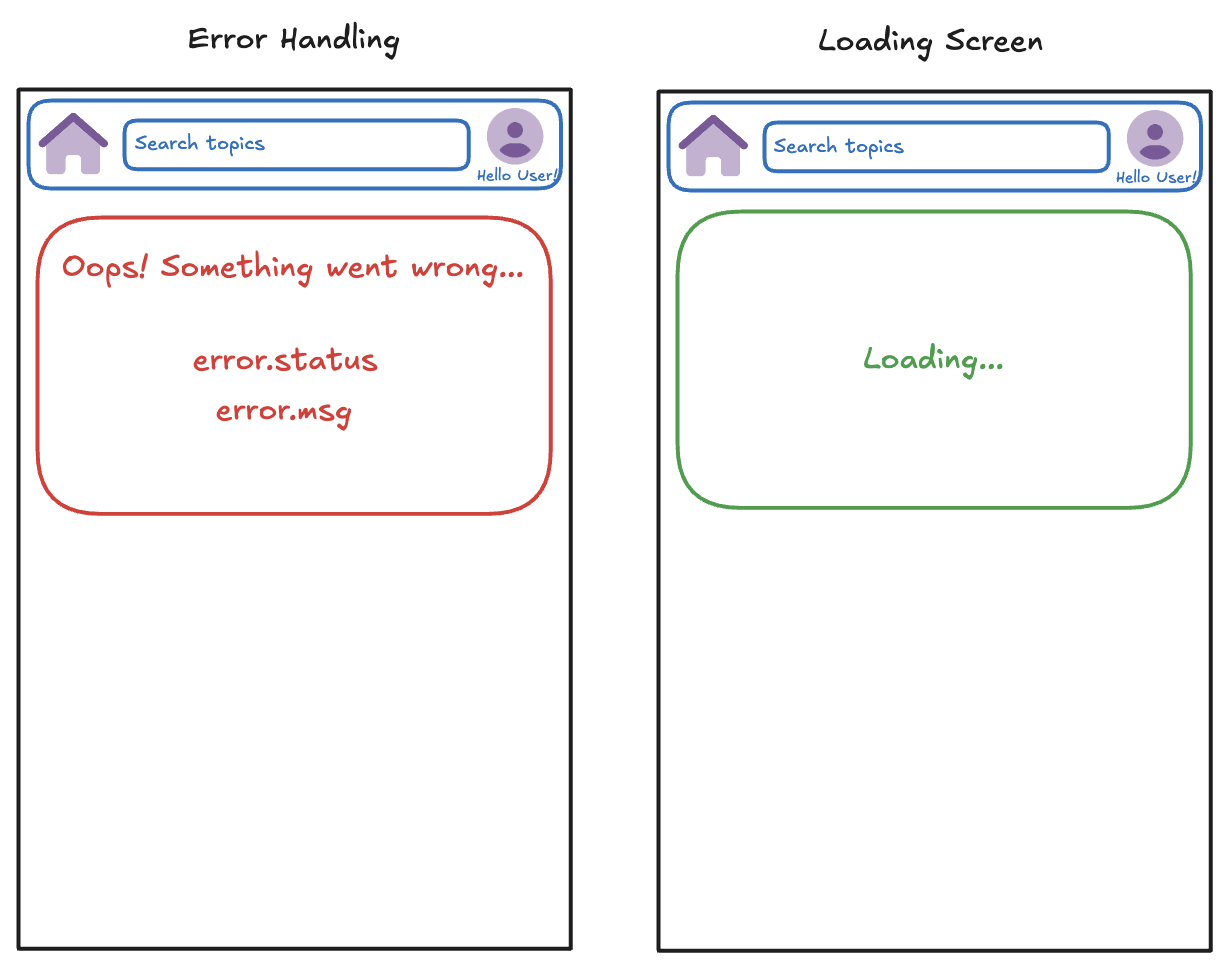 Error Handling
Search topics
Hello User!
Oops! Something went wrong...
error.status
error.msg
Loading Screen
Search topics
Hello User!
Loading...